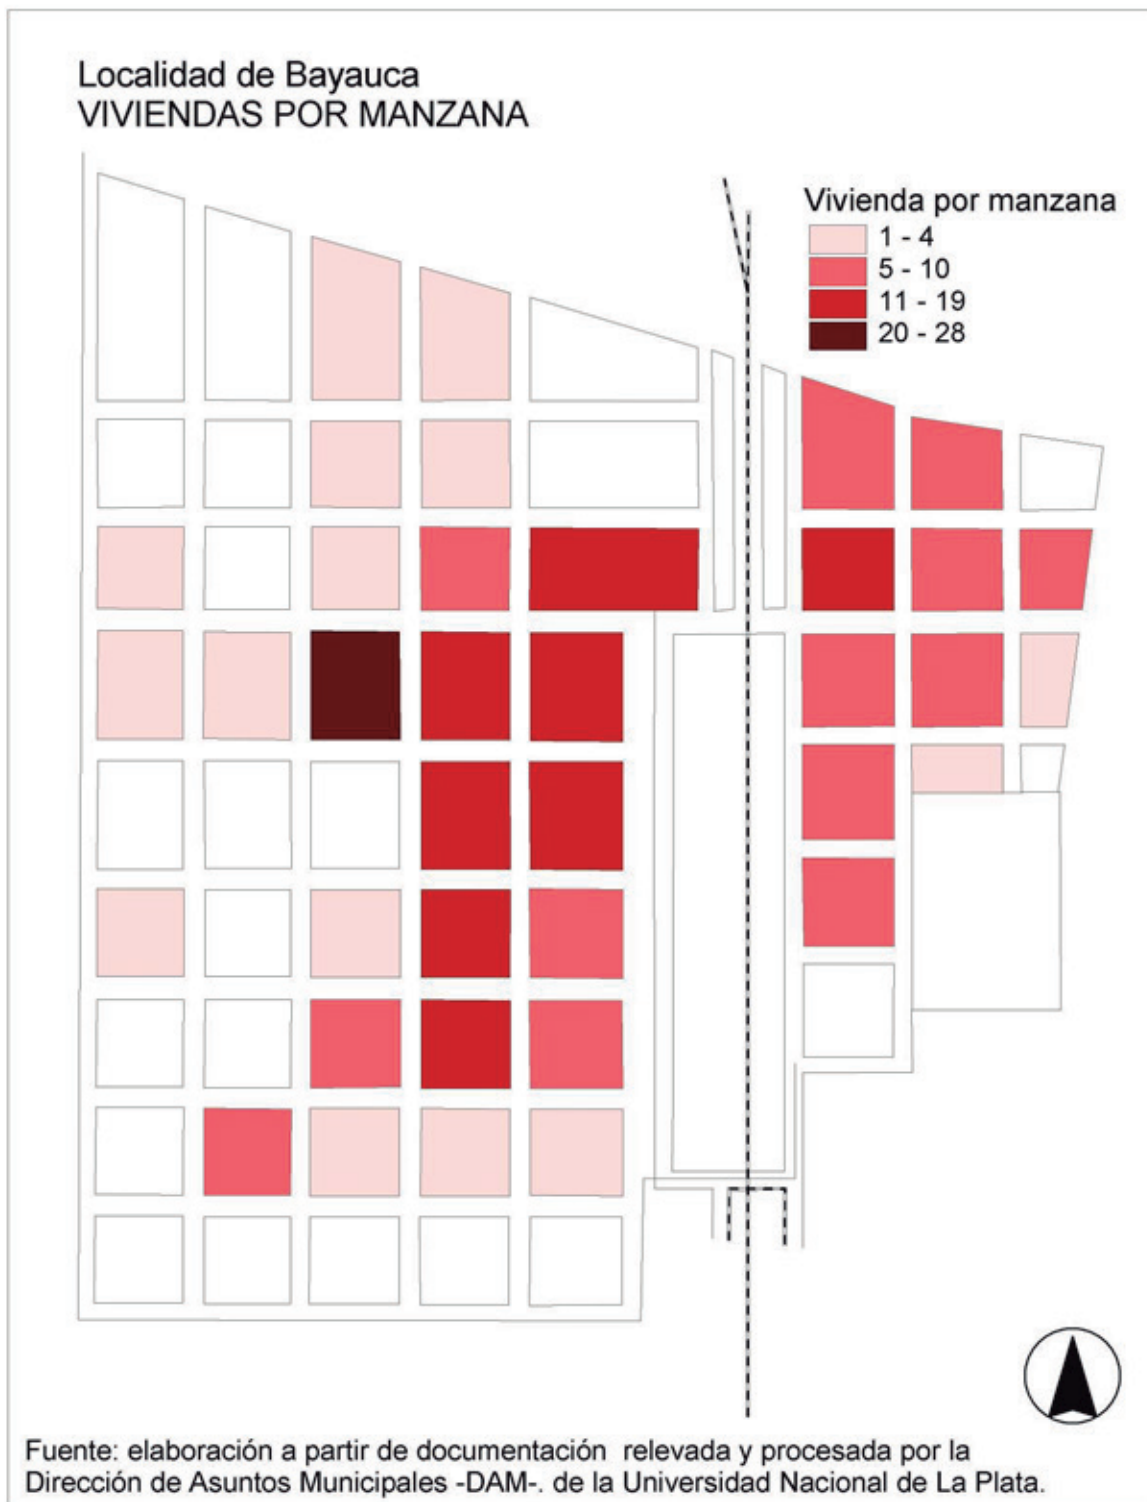 Localidad de Bayauca
VIVIENDAS POR MANZANA
Vivienda por manzana
1 - 4
5 - 10
11 - 19
20 - 28
Fuente: elaboración a partir de documentación relevada y procesada por la
Dirección de Asuntos Municipales -DAM-. de la Universidad Nacional de La Plata.